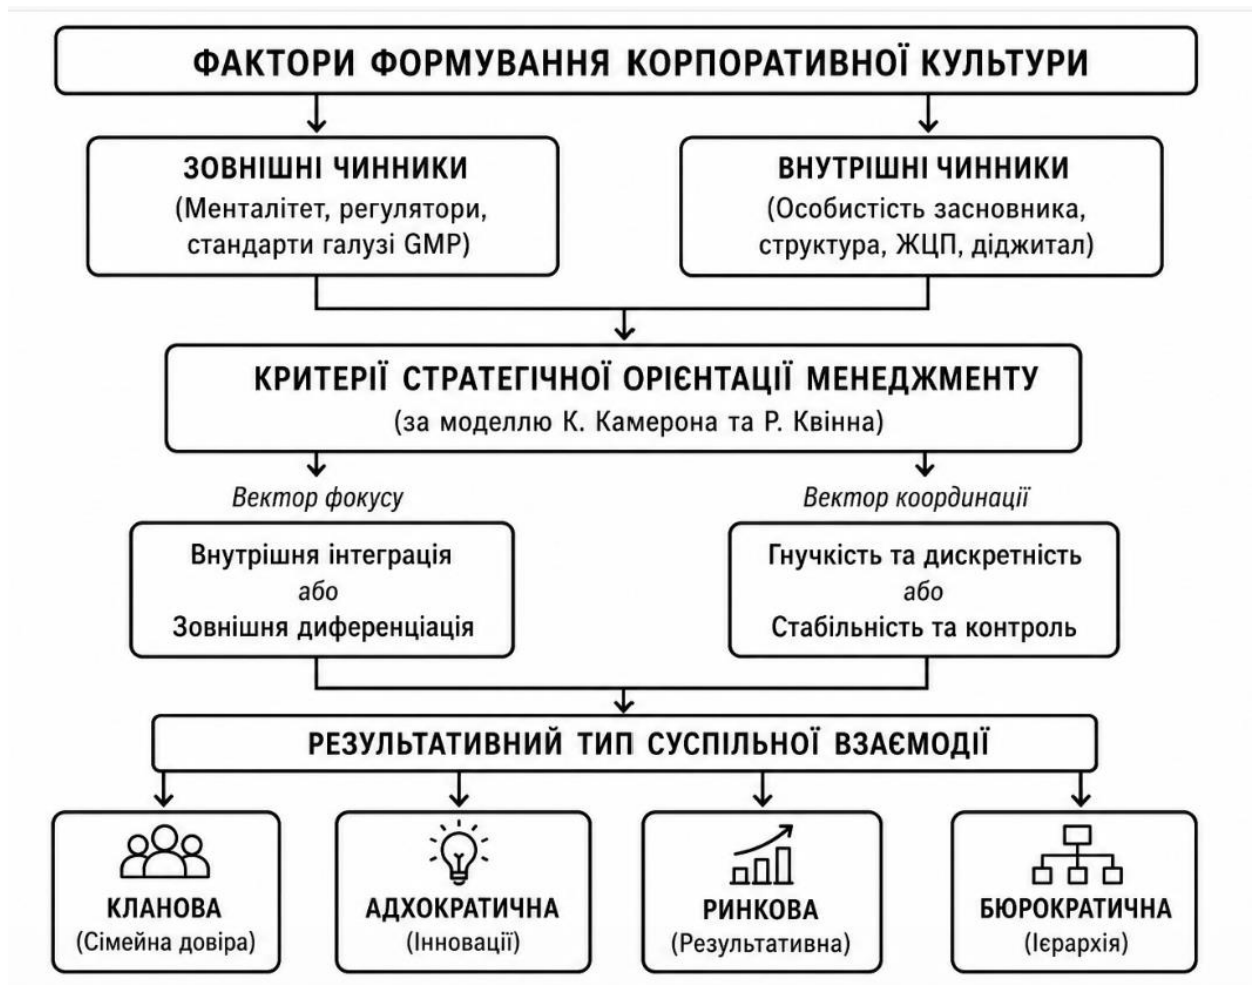 ФАКТОРИ ФОРМУВАННЯ КОРПОРАТИВНОЇ КУЛЬТУРИ
ЗОВНІШНІ ЧИННИКИ
(Менталітет, регулятори,
стандарти галузі GMP)
ВНУТРІШНІ ЧИННИКИ
(Особистість засновника,
структура, ЖЦП, діджитал)
КРИТЕРІЇ СТРАТЕГІЧНОЇ ОРІЄНТАЦІЇ МЕНЕДЖМЕНТУ
(за моделлю К. Камерона та Р. Квінна)
Вектор фокусу
Внутрішня інтеграція
або
Зовнішня диференціація
Вектор координації
Гнучкість та дискретність
або
Стабільність та контроль
РЕЗУЛЬТАТИВНИЙ ТИП СУСПІЛЬНОЇ ВЗАЄМОДІЇ
КЛАНОВА
(Сімейна довіра)
АДХОКРАТИЧНА
(Інновації)
РИНКОВА
(Результативна)
БЮРОКРАТИЧНА
(Ієрархія)